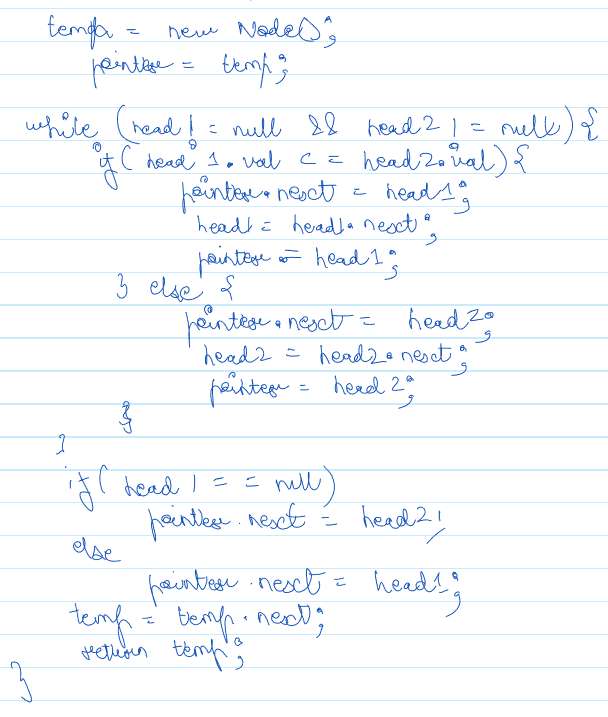 temp = new Node();
pointer = temp;
while (head1 != null && head2 != null) {
if( head1.val <= head2.val) {
pointer.next = head1;
head1 = head1.next;
pointer = head1;
} else {
pointer.next = head2;
head2 = head2.next;
pointer = head2;
}
}
if( head1 == null)
pointer.next = head2;
else
pointer.next = head1;
temp = temp.next;
return temp;
}